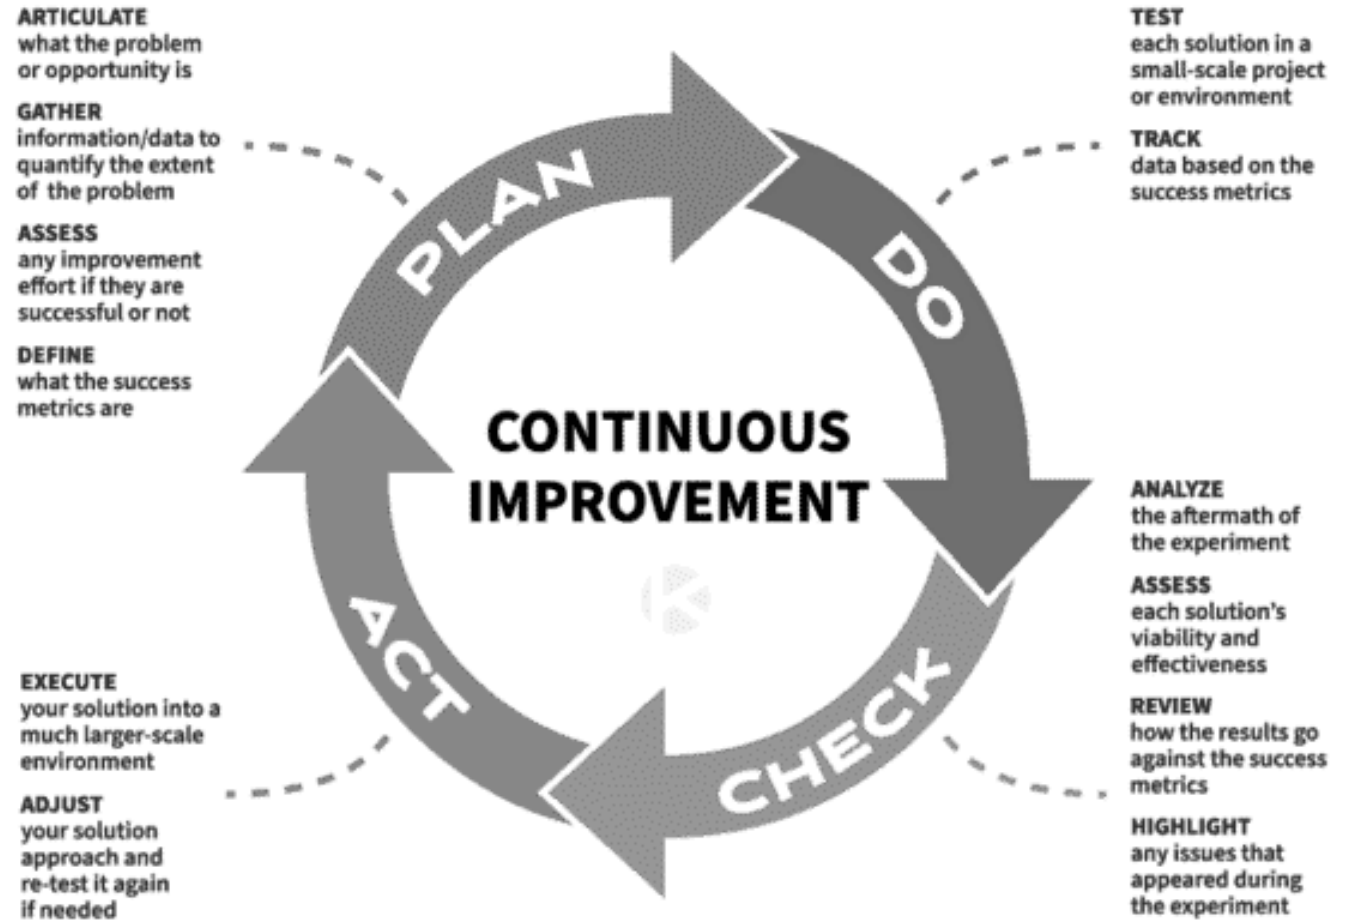 ARTICULATE
what the problem
or opportunity is
GATHER
information/data to
quantify the extent
of the problem
ASSESS
any improvement
effort if they are
successful or not
DEFINE
what the success
metrics are
PLAN
DO
TEST
each solution in a
small-scale project
or environment
TRACK
data based on the
success metrics
CONTINUOUS
IMPROVEMENT
K
ANALYZE
the aftermath of
the experiment
ASSESS
each solution's
viability and
effectiveness
REVIEW
how the results go
against the success
metrics
HIGHLIGHT
any issues that
appeared during
the experiment
CHECK
ACT
EXECUTE
your solution into a
much larger-scale
environment
ADJUST
your solution
approach and
re-test it again
if needed